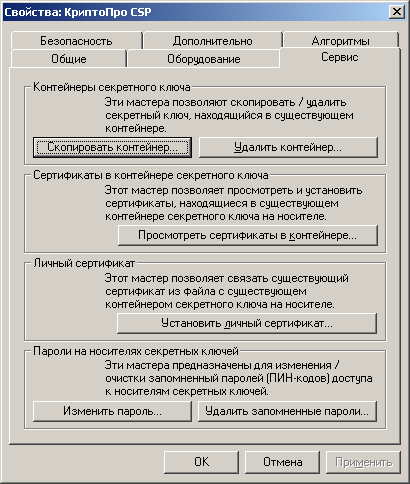 Свойства: КриптоПро CSP
Безопасность Дополнительно Алгоритмы
Общие Оборудование Сервис
Контейнеры секретного ключа
Эти мастера позволяют скопировать / удалить
секретный ключ, находящийся в существующем
контейнере.
Скопировать контейнер... Удалить контейнер...
Сертификаты в контейнере секретного ключа
Этот мастер позволяет просмотреть и установить
сертификаты, находящиеся в существующем
контейнере секретного ключа на носителе.
Просмотреть сертификаты в контейнере...
Личный сертификат
Этот мастер позволяет связать существующий
сертификат из файла с существующем
контейнером секретного ключа на носителе.
Установить личный сертификат...
Пароли на носителях секретных ключей
Эти мастера предназначены для изменения /
очистки запомненный паролей (ПИН-кодов) доступа
к носителям секретных ключей.
Изменить пароль... Удалить запомненные пароли...
OK Отмена Применить